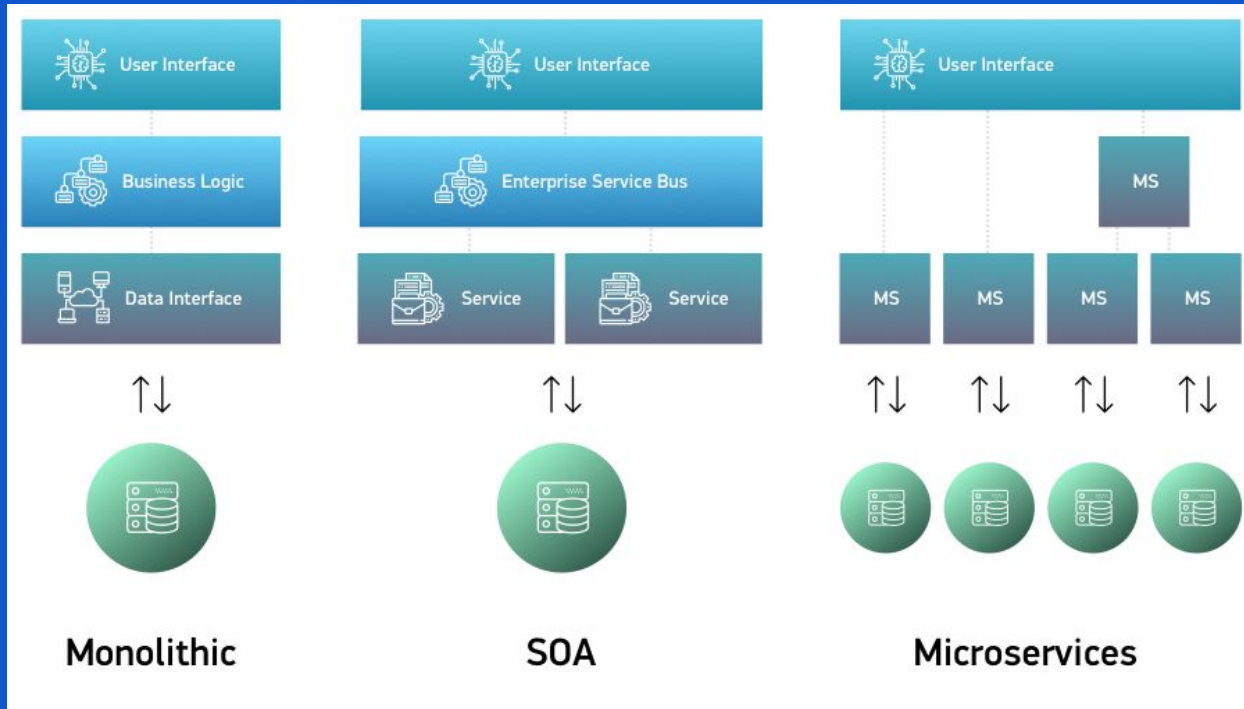 User Interface
Business Logic
Data Interface
Monolithic
User Interface
Enterprise Service Bus
Service
Service
SOA
User Interface
MS
MS
MS
MS
MS
Microservices